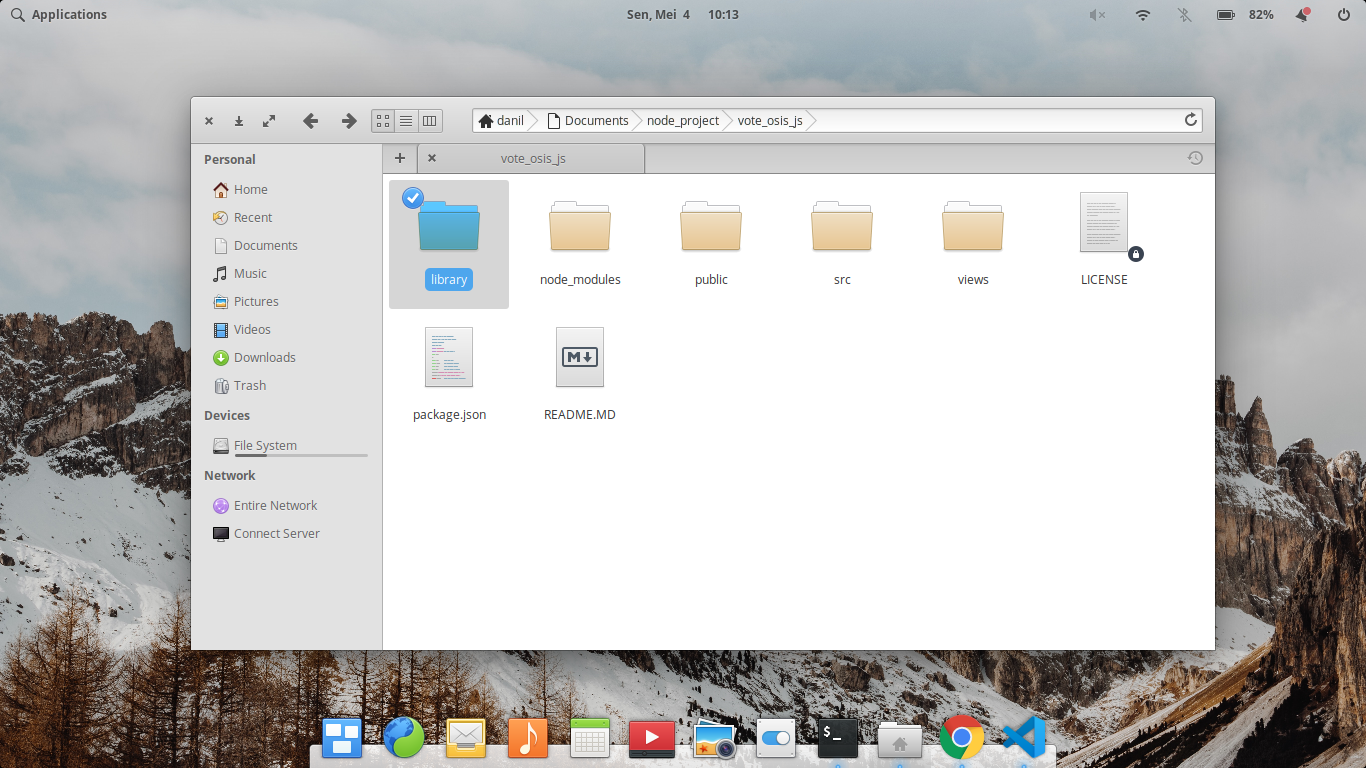 Applications
Sen, Mei 4 10:13
82%
danil Documents node_project vote_osis_js
Personal
Home
Recent
Documents
Music
Pictures
Videos
Downloads
Trash
Devices
File System
Network
Entire Network
Connect Server
+ vote_osis_js
library node_modules public src views LICENSE
M
package.json README.MD
$_